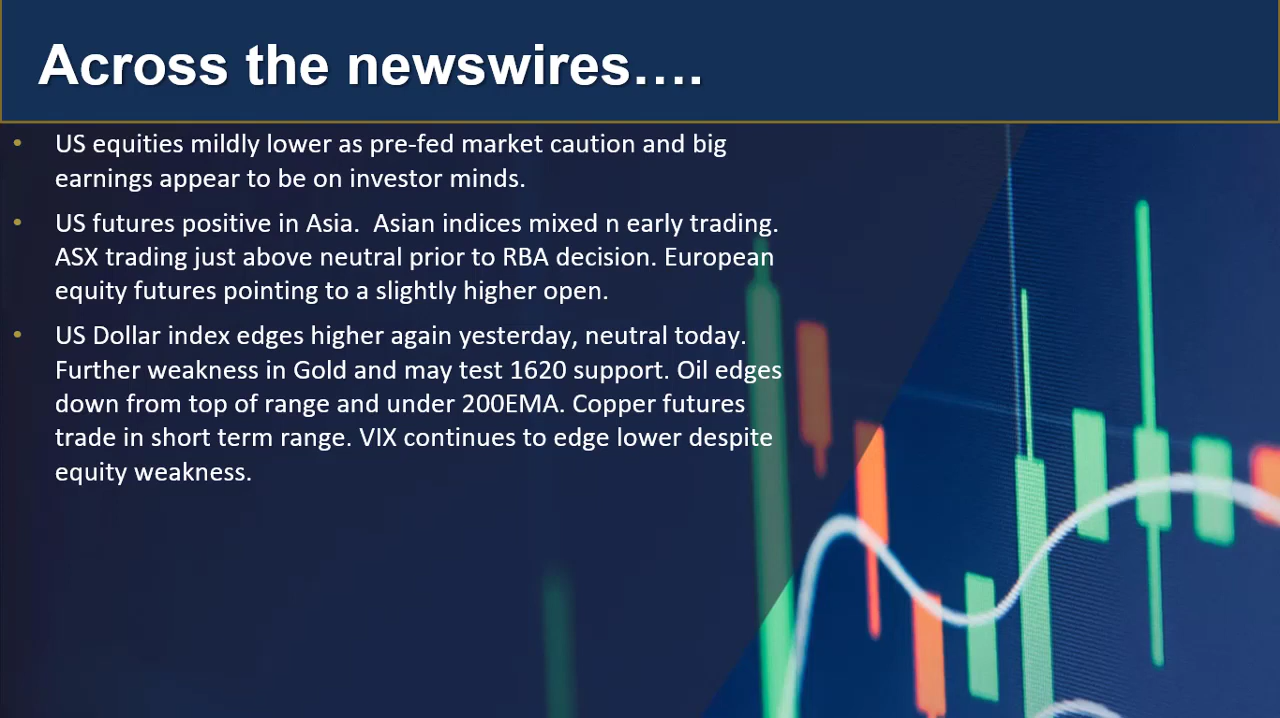 Across the newswires….
• US equities mildly lower as pre-fed market caution and big
earnings appear to be on investor minds.
• US futures positive in Asia.  Asian indices mixed n early trading.
ASX trading just above neutral prior to RBA decision. European
equity futures pointing to a slightly higher open.
• US Dollar index edges higher again yesterday, neutral today.
Further weakness in Gold and may test 1620 support. Oil edges
down from top of range and under 200EMA. Copper futures
trade in short term range. VIX continues to edge lower despite
equity weakness.